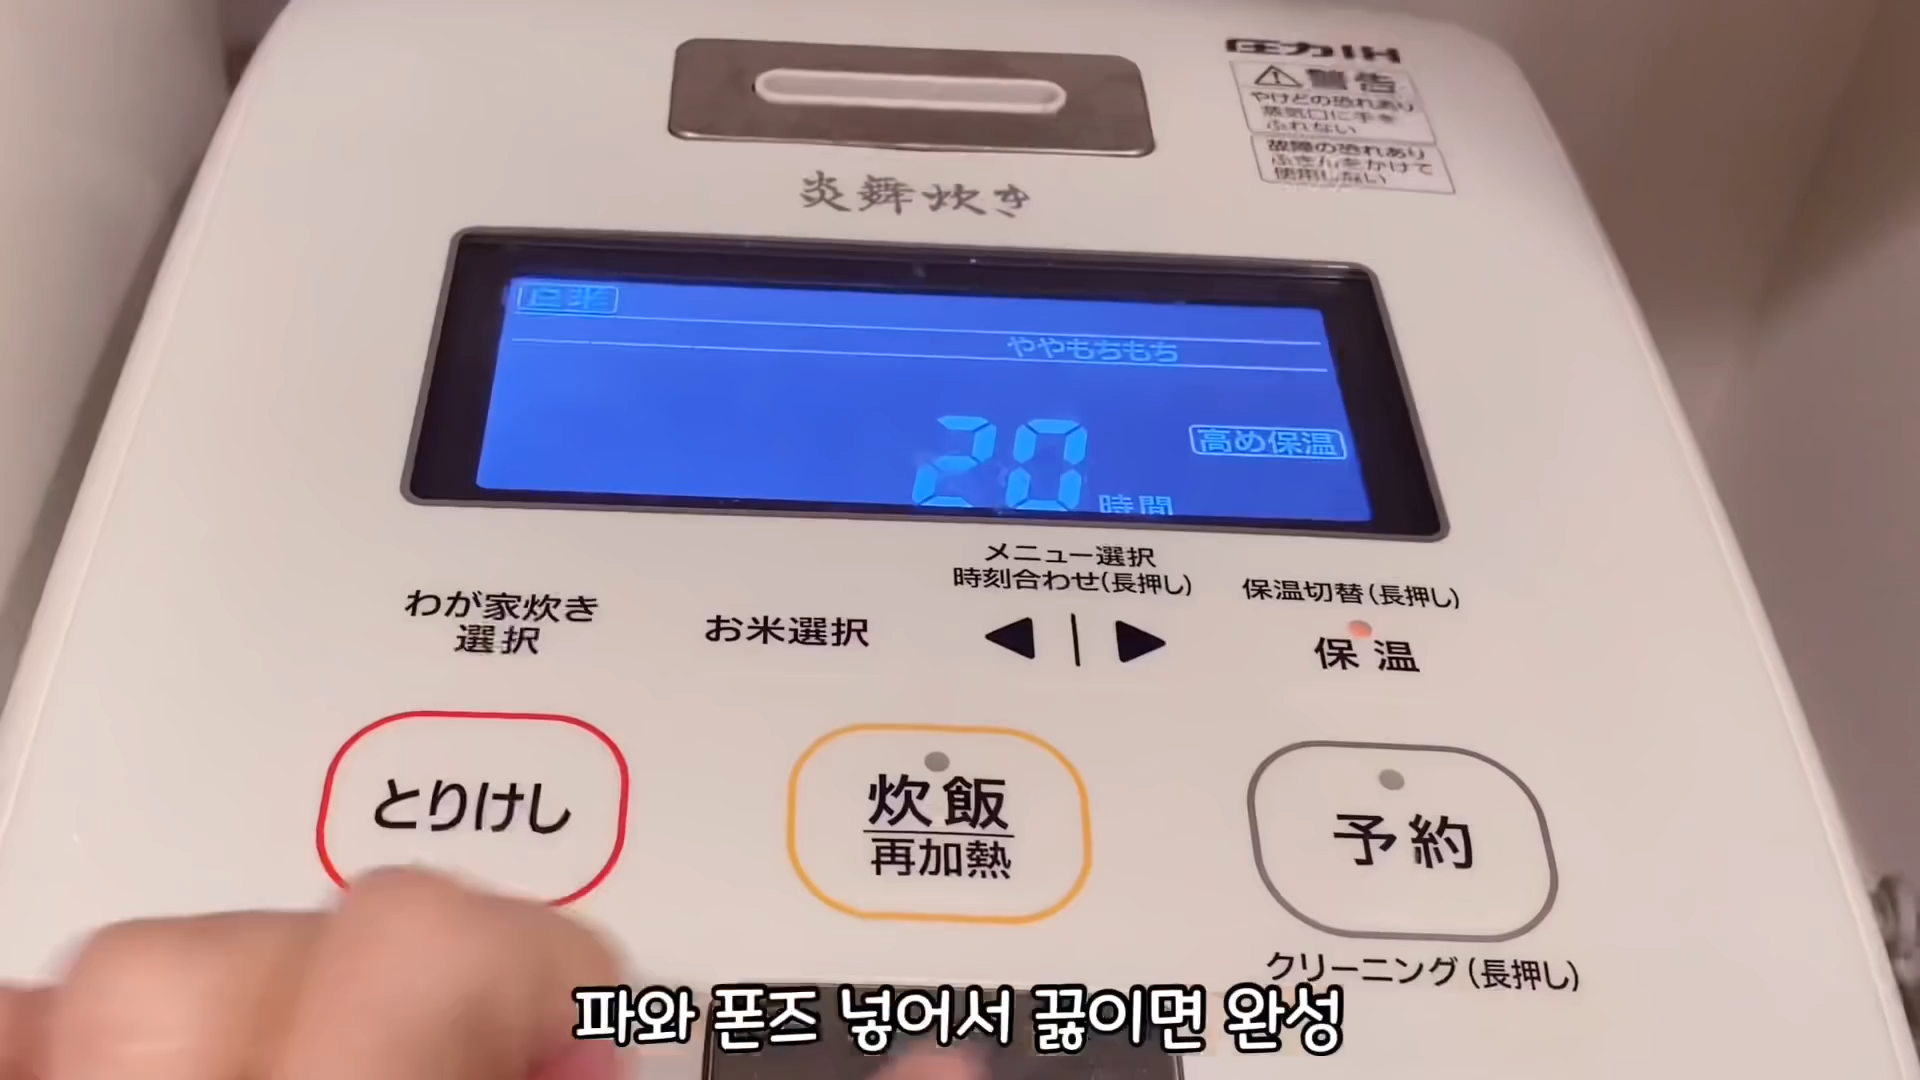 圧力IH
警告
やけどの恐れあり
蒸気口に手を
ふれない
故障の恐れあり
ふきんをかけて
使用しない
炎舞炊き
白米
ややもちもち
20 時間
高め保温
メニュー選択
時刻合わせ(長押し)
保温切替(長押し)
わが家炊き
選択
お米選択
◀ | ▶
保温
とりけし
炊飯
再加熱
予約
クリーニング(長押し)
파와 폰즈 넣어서 끓이면 완성